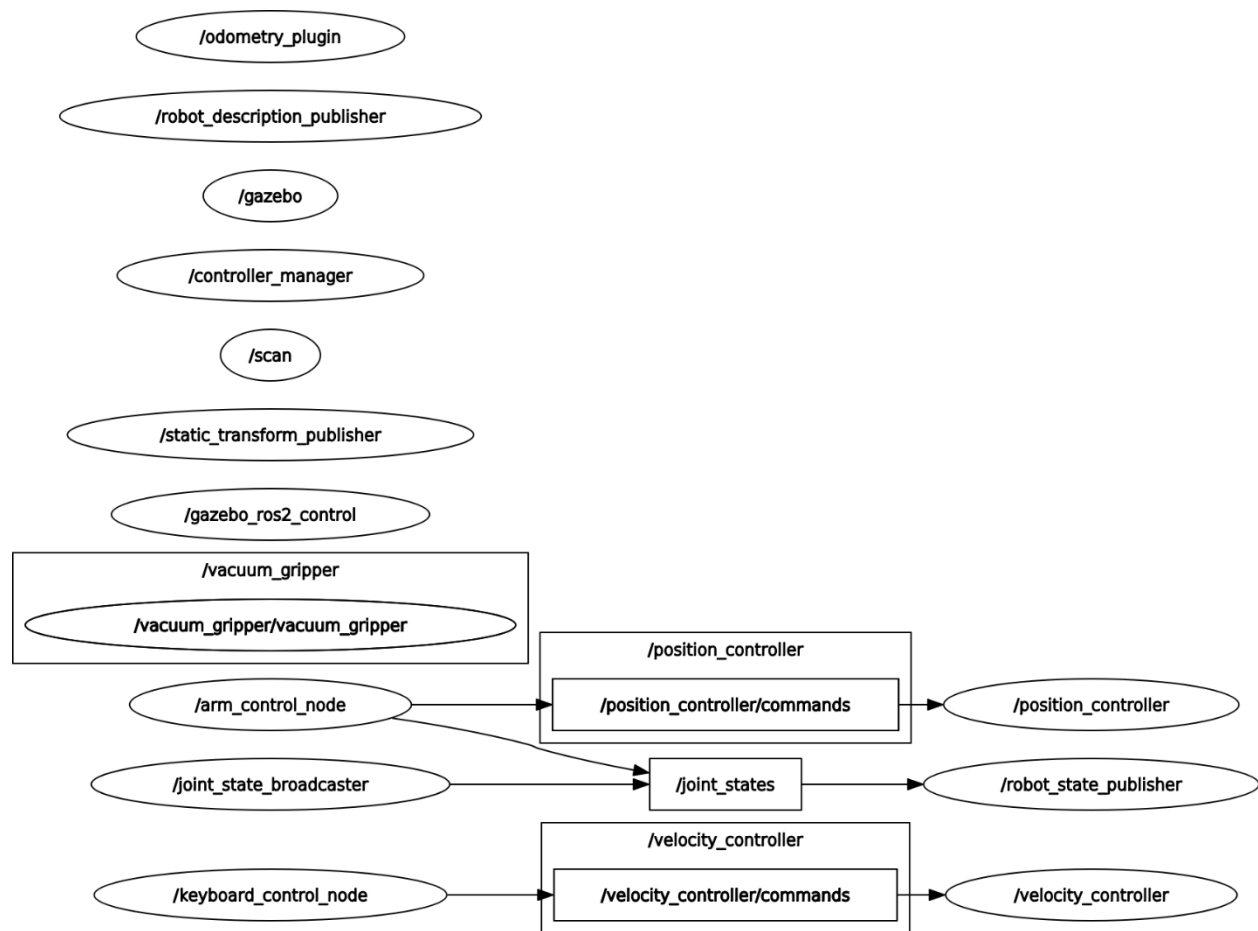 /odometry_plugin
/robot_description_publisher
/gazebo
/controller_manager
/scan
/static_transform_publisher
/gazebo_ros2_control
/vacuum_gripper
/vacuum_gripper/vacuum_gripper
/position_controller
/arm_control_node
/position_controller/commands
/position_controller
/joint_state_broadcaster
/joint_states
/robot_state_publisher
/velocity_controller
/keyboard_control_node
/velocity_controller/commands
/velocity_controller